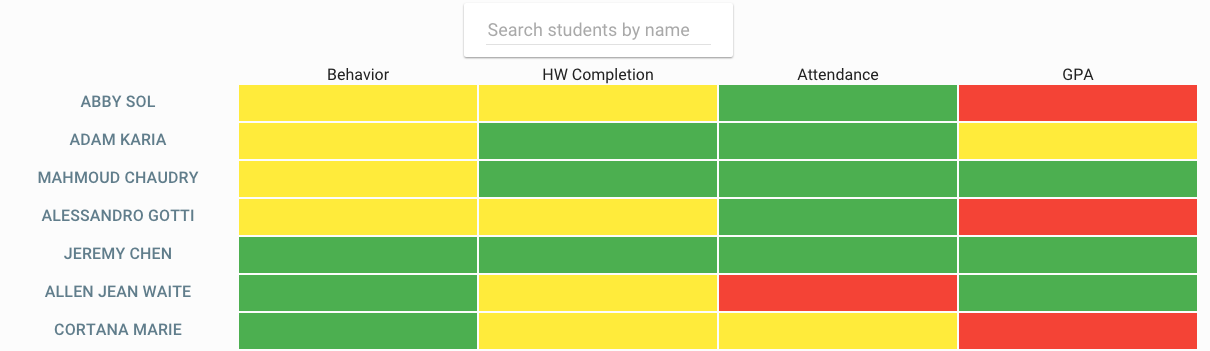 Search students by name
Behavior HW Completion Attendance GPA
ABBY SOL
ADAM KARIA
MAHMOUD CHAUDRY
ALESSANDRO GOTTI
JEREMY CHEN
ALLEN JEAN WAITE
CORTANA MARIE